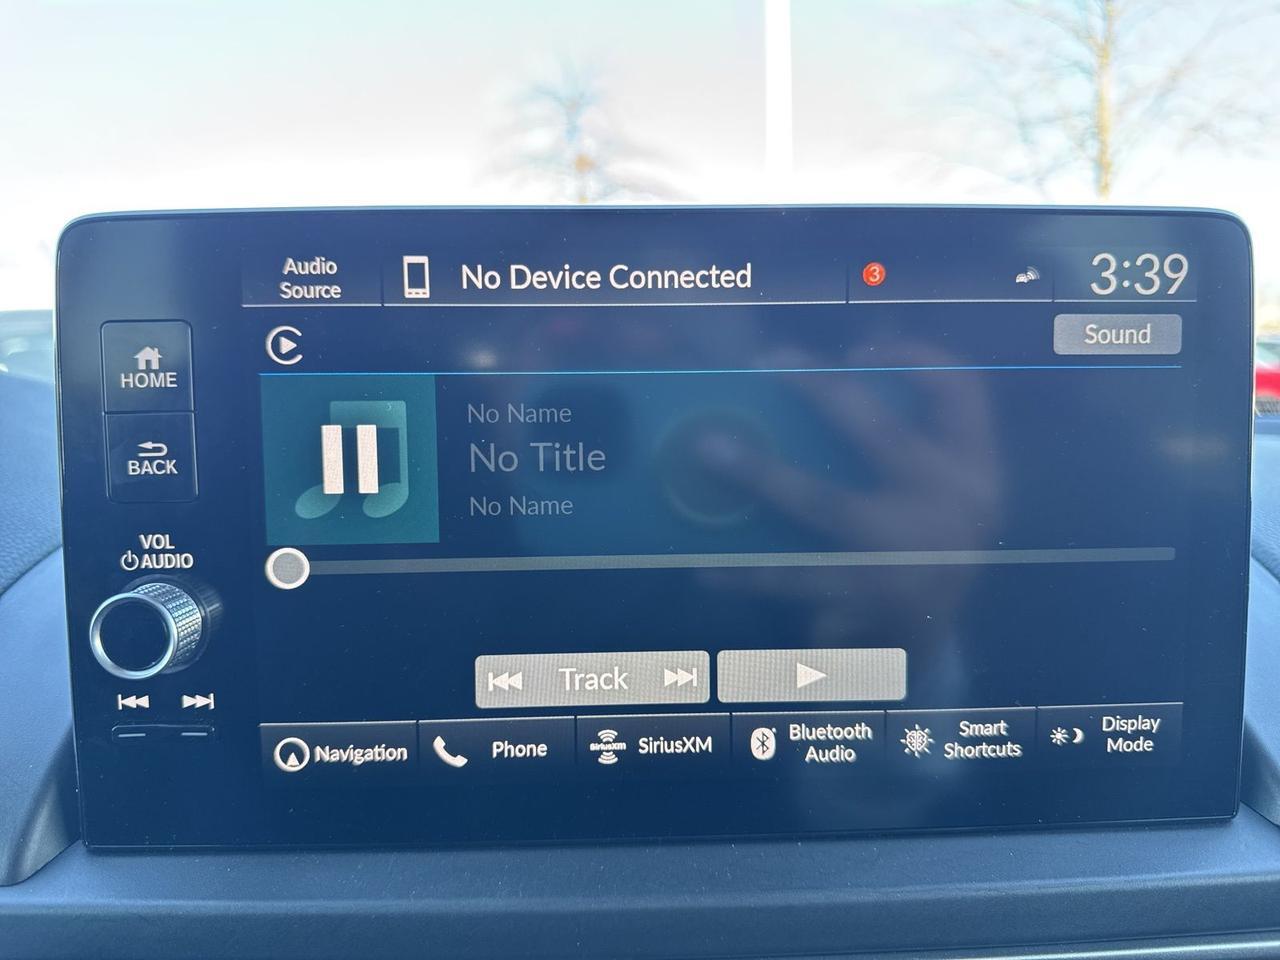 Audio
Source
No Device Connected
3
3:39
HOME
BACK
Sound
No Name
No Title
No Name
VOL
AUDIO
Track
Navigation
Phone
SiriusXM
SiriusXM
Bluetooth
Audio
Smart
Shortcuts
Display
Mode